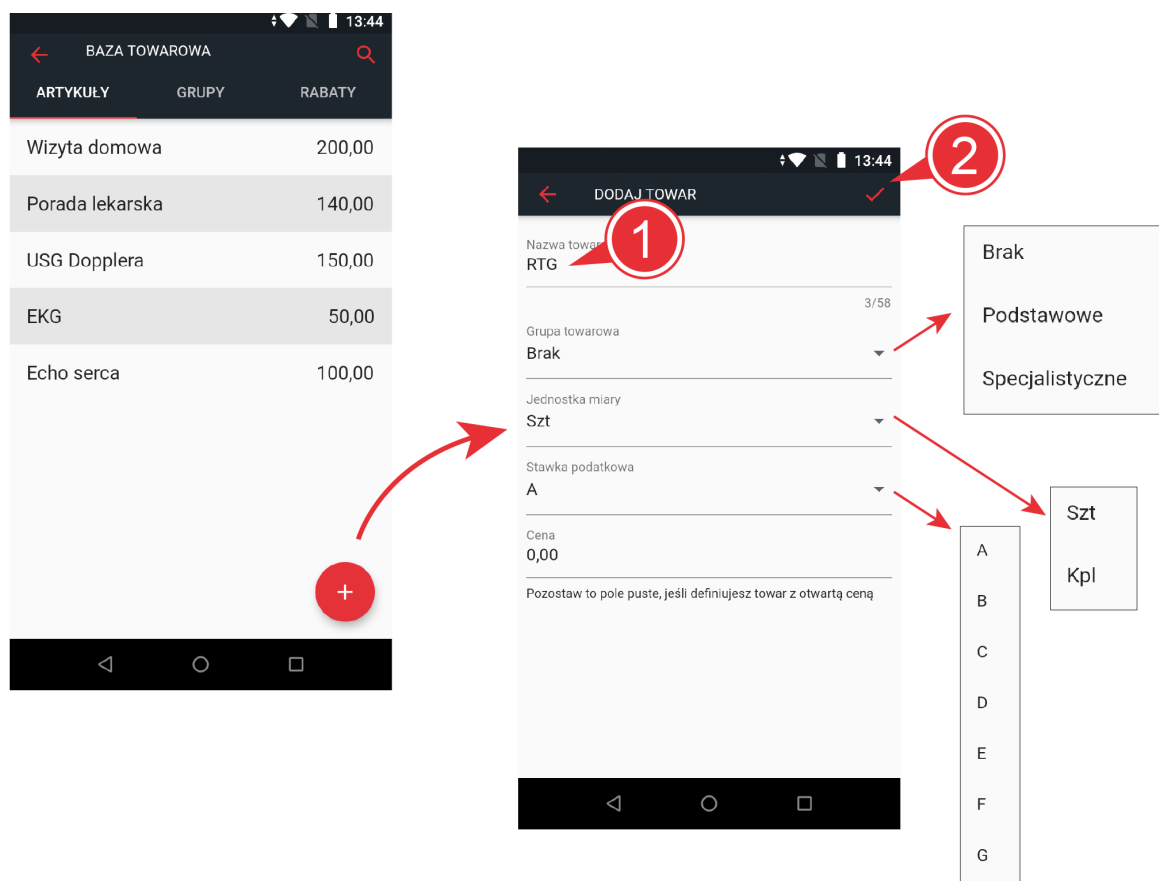 13:44
BAZA TOWAROWA
ARTYKUŁY GRUPY RABATY
Wizyta domowa 200,00
Porada lekarska 140,00
USG Dopplera 150,00
EKG 50,00
Echo serca 100,00
+
13:44
2
DODAJ TOWAR
1
Nazwa towar
RTG
3/58
Grupa towarowa
Brak
Jednostka miary
Szt
Stawka podatkowa
A
Cena
0,00
Pozostaw to pole puste, jeśli definiujesz towar z otwartą ceną
Brak
Podstawowe
Specjalistyczne
Szt
Kpl
A
B
C
D
E
F
G